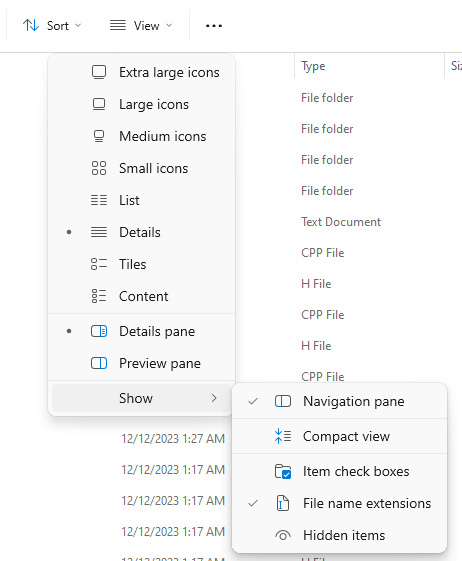 Sort View ...
Type Si
Extra large icons
File folder
Large icons
File folder
Medium icons
File folder
Small icons
File folder
List
Text Document
Details
CPP File
Tiles
H File
Content
CPP File
Details pane
H File
Preview pane
CPP File
Show
Navigation pane
12/12/2023 1:27 AM
Compact view
12/12/2023 1:17 AM
Item check boxes
12/12/2023 1:17 AM
File name extensions
12/12/2023 1:17 AM
Hidden items
12/12/2023 1:17 AM
H File